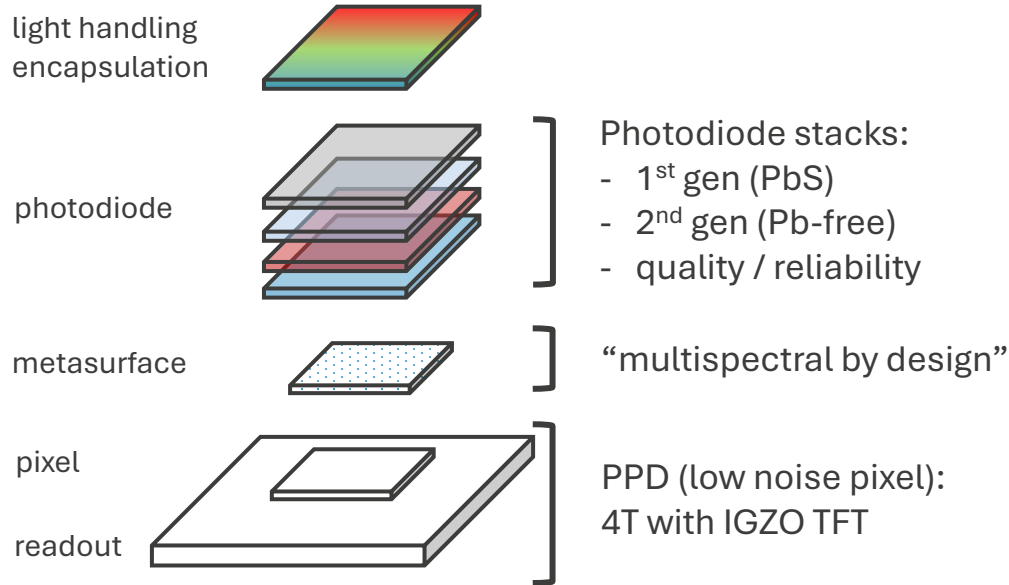 light handling
encapsulation
photodiode
Photodiode stacks:
- 1st gen (PbS)
- 2nd gen (Pb-free)
- quality / reliability
metasurface
“multispectral by design”
pixel
readout
PPD (low noise pixel):
4T with IGZO TFT